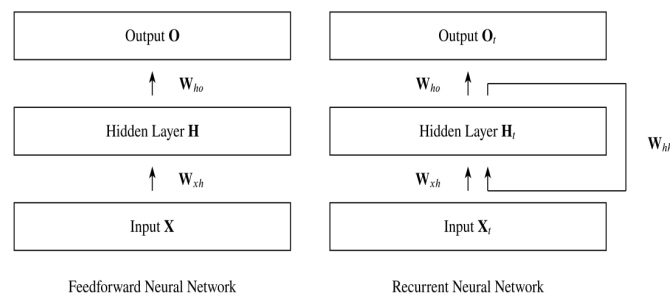 Output O
W_ho
Hidden Layer H
W_xh
Input X
Feedforward Neural Network
Output O_t
W_ho
Hidden Layer H_t
W_hh
W_xh
Input X_t
Recurrent Neural Network